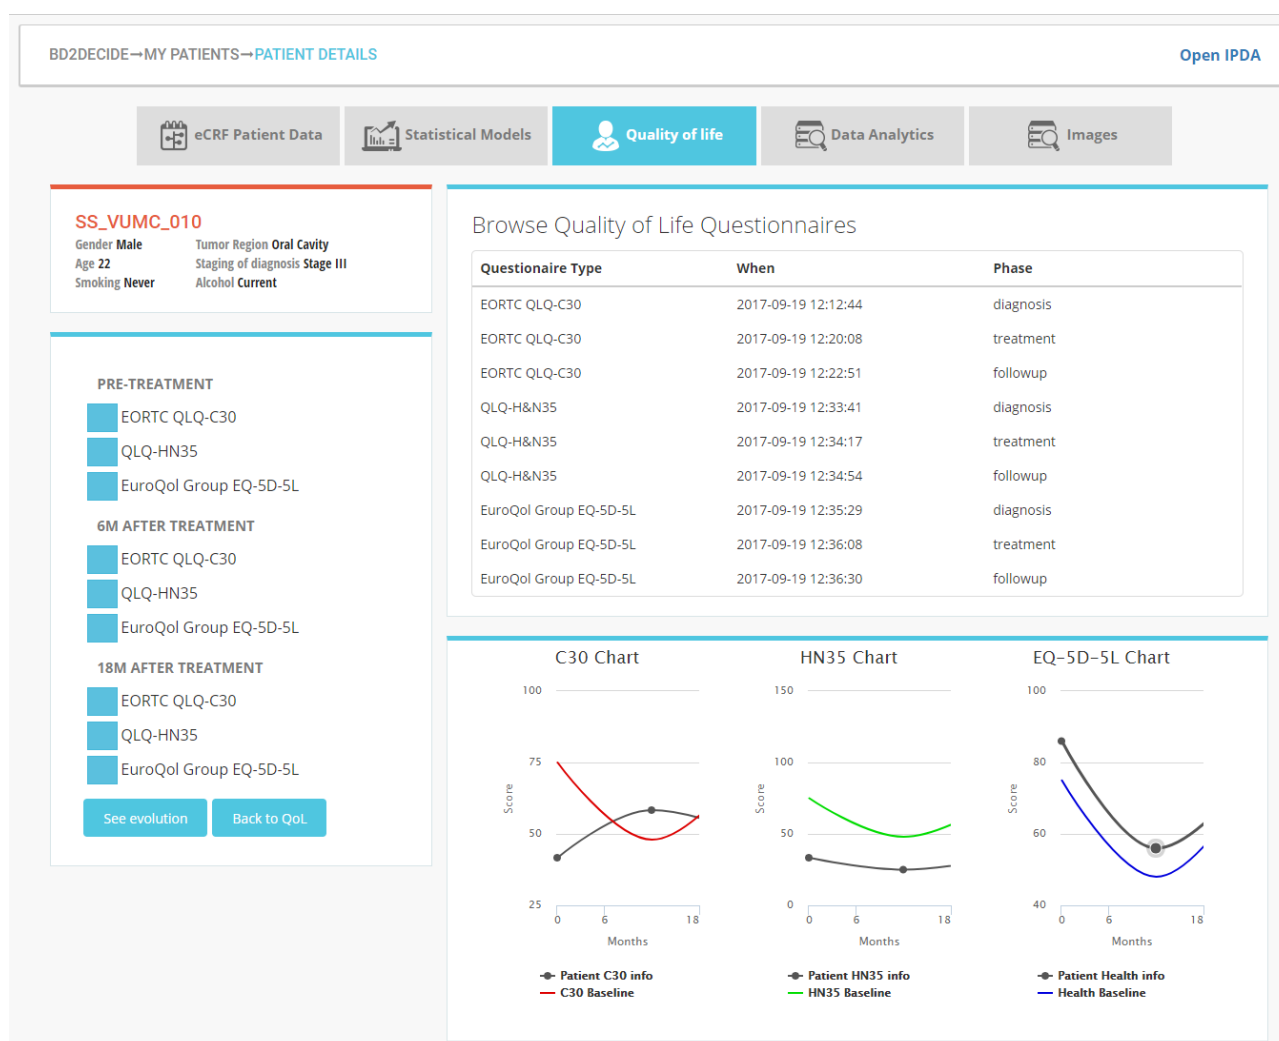 BD2DECIDE→MY PATIENTS→PATIENT DETAILS
Open IPDA
eCRF Patient Data
Statistical Models
Quality of life
Data Analytics
Images
SS_VUMC_010
Gender Male Tumor Region Oral Cavity
Age 22 Staging of diagnosis Stage III
Smoking Never Alcohol Current
PRE-TREATMENT
EORTC QLQ-C30
QLQ-HN35
EuroQol Group EQ-5D-5L
6M AFTER TREATMENT
EORTC QLQ-C30
QLQ-HN35
EuroQol Group EQ-5D-5L
18M AFTER TREATMENT
EORTC QLQ-C30
QLQ-HN35
EuroQol Group EQ-5D-5L
See evolution Back to QoL
Browse Quality of Life Questionnaires
Questionaire Type When Phase
EORTC QLQ-C30 2017-09-19 12:12:44 diagnosis
EORTC QLQ-C30 2017-09-19 12:20:08 treatment
EORTC QLQ-C30 2017-09-19 12:22:51 followup
QLQ-H&N35 2017-09-19 12:33:41 diagnosis
QLQ-H&N35 2017-09-19 12:34:17 treatment
QLQ-H&N35 2017-09-19 12:34:54 followup
EuroQol Group EQ-5D-5L 2017-09-19 12:35:29 diagnosis
EuroQol Group EQ-5D-5L 2017-09-19 12:36:08 treatment
EuroQol Group EQ-5D-5L 2017-09-19 12:36:30 followup
C30 Chart
100
75
50
25
Score
0 6 18
Months
Patient C30 info
C30 Baseline
HN35 Chart
150
100
50
0
Score
0 6 18
Months
Patient HN35 info
HN35 Baseline
EQ-5D-5L Chart
100
80
60
40
Score
0 6 18
Months
Patient Health info
Health Baseline